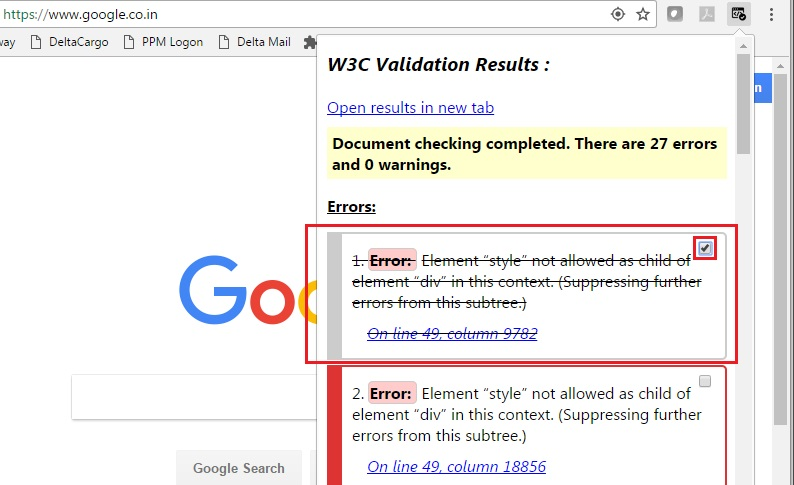 https://www.google.co.in
way DeltaCargo PPM Logon Delta Mail
W3C Validation Results :
Open results in new tab
Document checking completed. There are 27 errors
and 0 warnings.
Errors:
1. Error: Element “style” not allowed as child of
element “div” in this context. (Suppressing further
errors from this subtree.)
On line 49, column 9782
2. Error: Element “style” not allowed as child of
element “div” in this context. (Suppressing further
errors from this subtree.)
On line 49, column 18856
Goo
Google Search